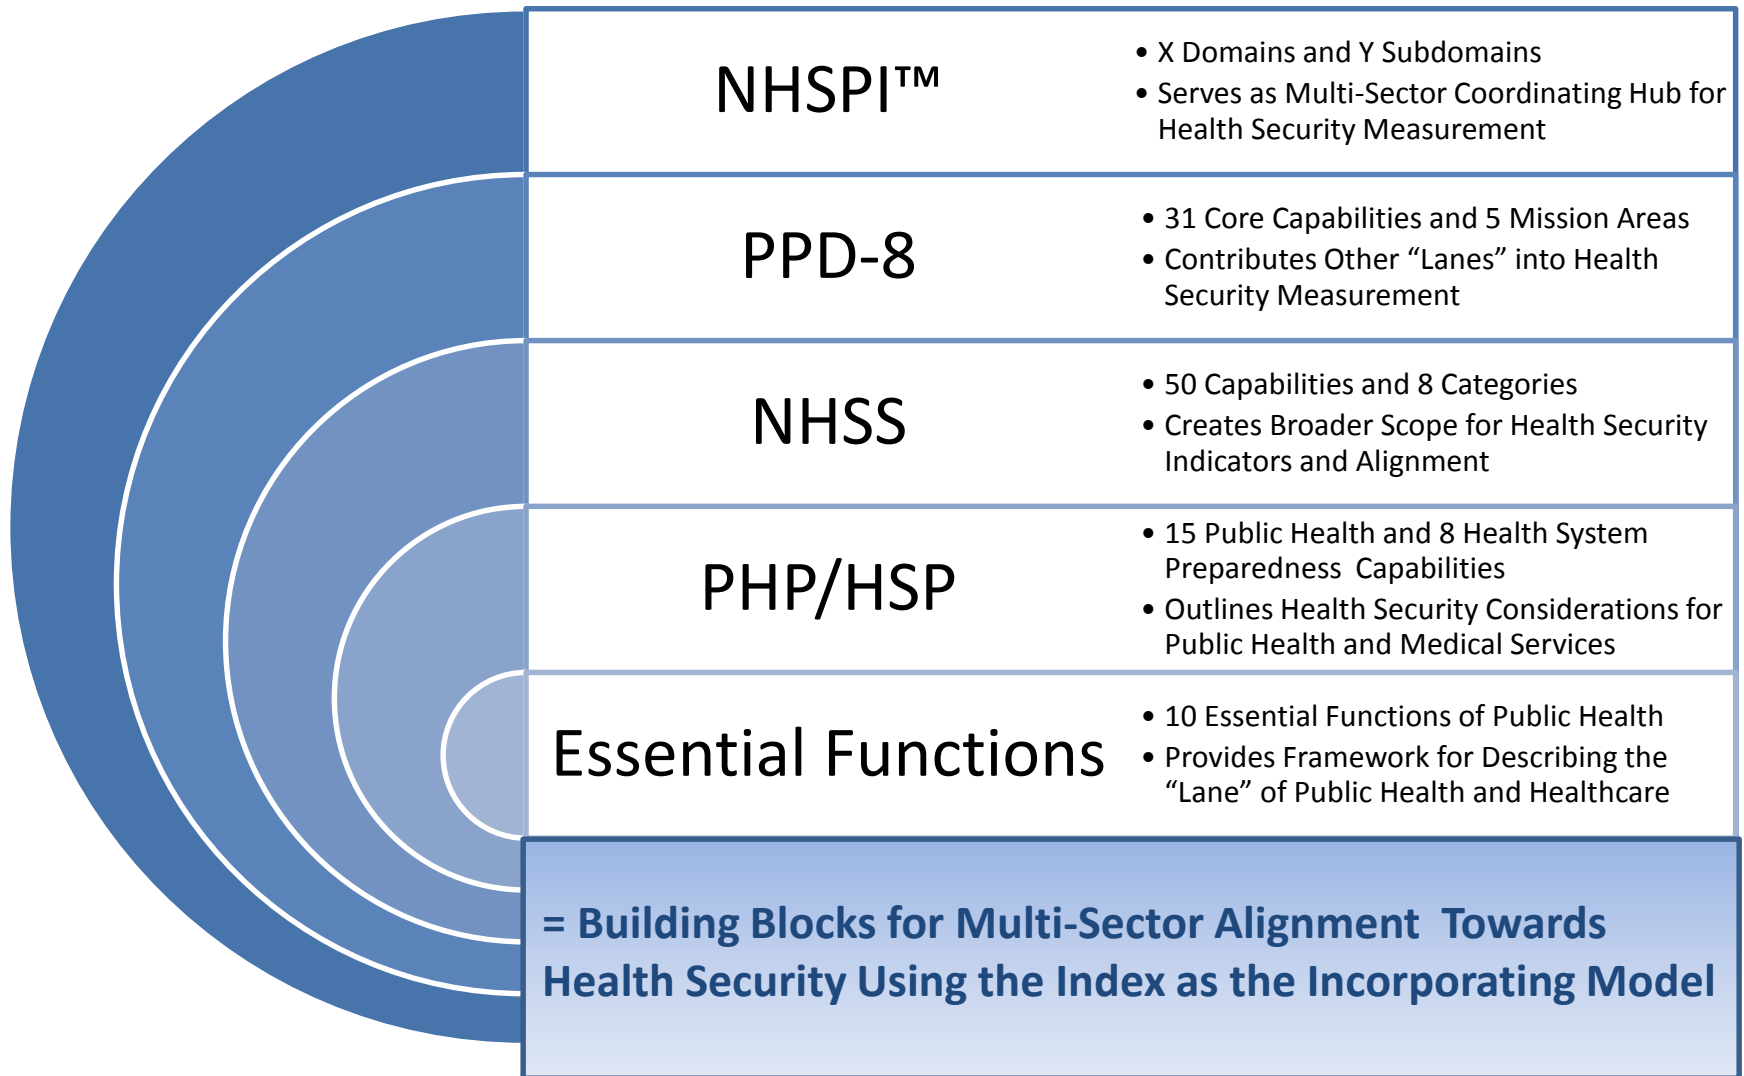 NHSPI™
• X Domains and Y Subdomains
• Serves as Multi-Sector Coordinating Hub for
Health Security Measurement
PPD-8
• 31 Core Capabilities and 5 Mission Areas
• Contributes Other “Lanes” into Health
Security Measurement
NHSS
• 50 Capabilities and 8 Categories
• Creates Broader Scope for Health Security
Indicators and Alignment
PHP/HSP
• 15 Public Health and 8 Health System
Preparedness Capabilities
• Outlines Health Security Considerations for
Public Health and Medical Services
Essential Functions
• 10 Essential Functions of Public Health
• Provides Framework for Describing the
“Lane” of Public Health and Healthcare
= Building Blocks for Multi-Sector Alignment Towards
Health Security Using the Index as the Incorporating Model